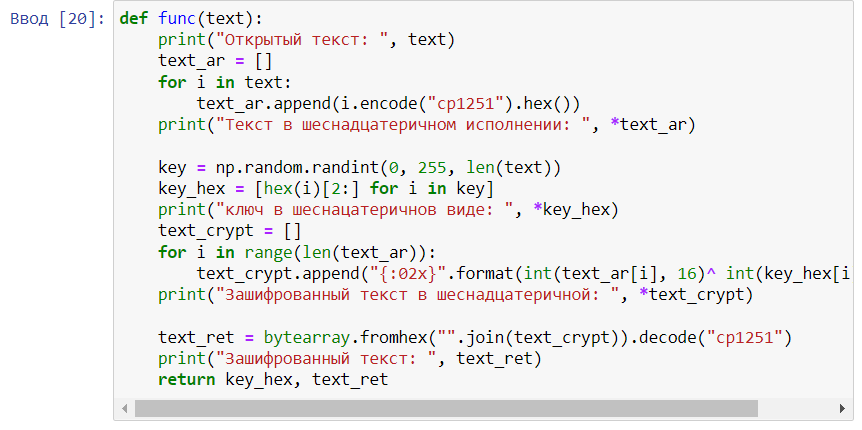 Ввод [20]: def func(text):
    print("Открытый текст: ", text)
    text_ar = []
    for i in text:
        text_ar.append(i.encode("cp1251").hex())
    print("Текст в шеснадцатеричном исполнении: ", *text_ar)

    key = np.random.randint(0, 255, len(text))
    key_hex = [hex(i)[2:] for i in key]
    print("ключ в шеснацатеричнов виде: ", *key_hex)
    text_crypt = []
    for i in range(len(text_ar)):
        text_crypt.append("{:02x}".format(int(text_ar[i], 16)^ int(key_hex[i
    print("Зашифрованный текст в шеснадцатеричной: ", *text_crypt)

    text_ret = bytearray.fromhex("".join(text_crypt)).decode("cp1251")
    print("Зашифрованный текст: ", text_ret)
    return key_hex, text_ret